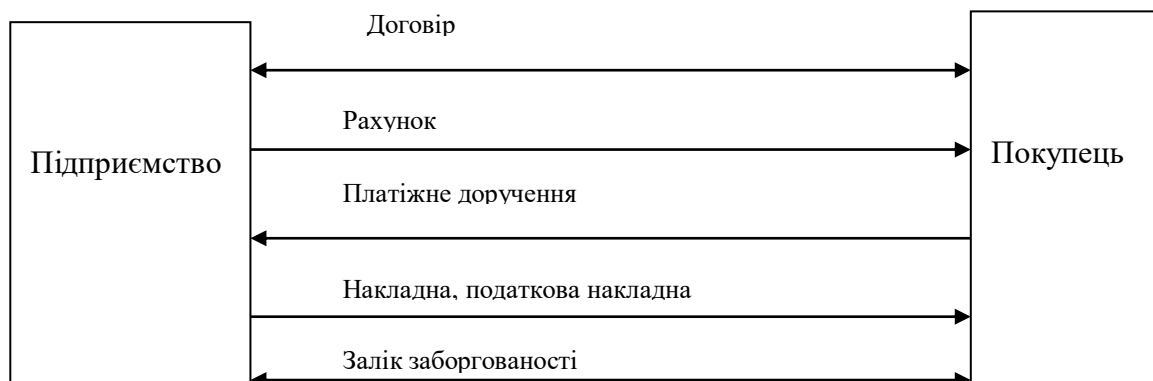 Договір
Рахунок
Підприємство
Покупець
Платіжне доручення
Накладна, податкова накладна
Залік заборгованості